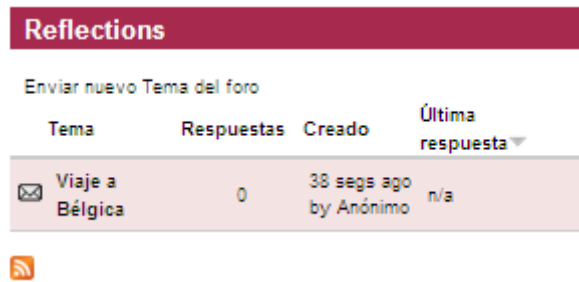 Reflections
Enviar nuevo Tema del foro
Tema Respuestas Creado Última respuesta
Viaje a Bélgica 0 38 segs ago by Anónimo n/a